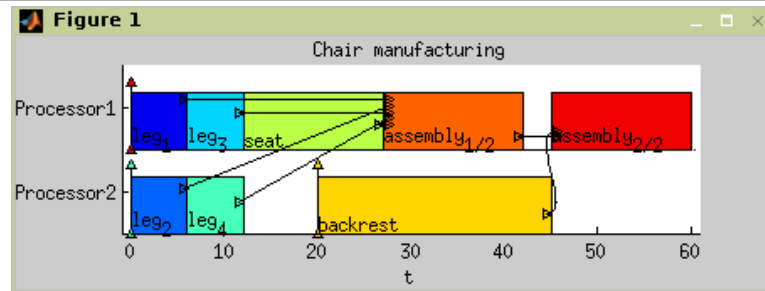 Figure 1
Chair manufacturing
Processor1
leg1 leg3 seat assembly1/2 assembly2/2
Processor2
leg2 leg4 backrest
0 10 20 30 40 50 60
t